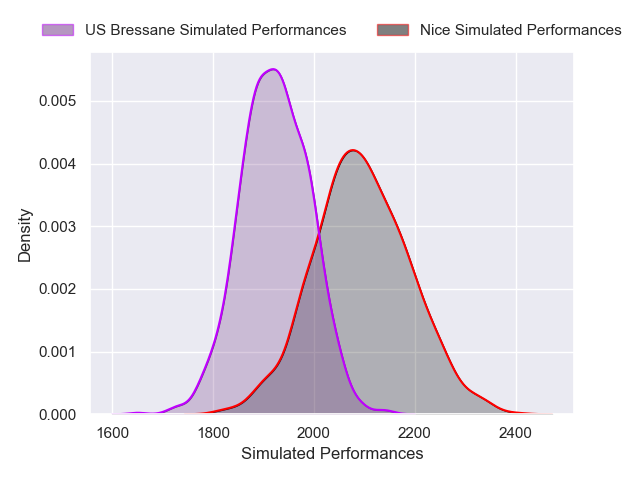 US Bressane Simulated Performances Nice Simulated Performances
0.005
0.004
0.003
0.002
0.001
0.000
Density
1600 1800 2000 2200 2400
Simulated Performances